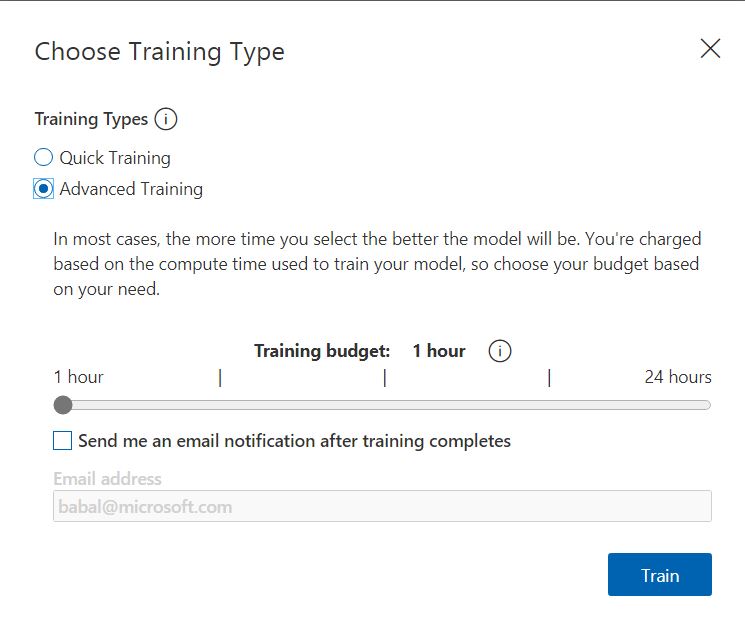 Choose Training Type
Training Types
Quick Training
Advanced Training
In most cases, the more time you select the better the model will be. You're charged
based on the compute time used to train your model, so choose your budget based
on your need.
Training budget: 1 hour
1 hour | | | 24 hours
Send me an email notification after training completes
Email address
babal@microsoft.com
Train